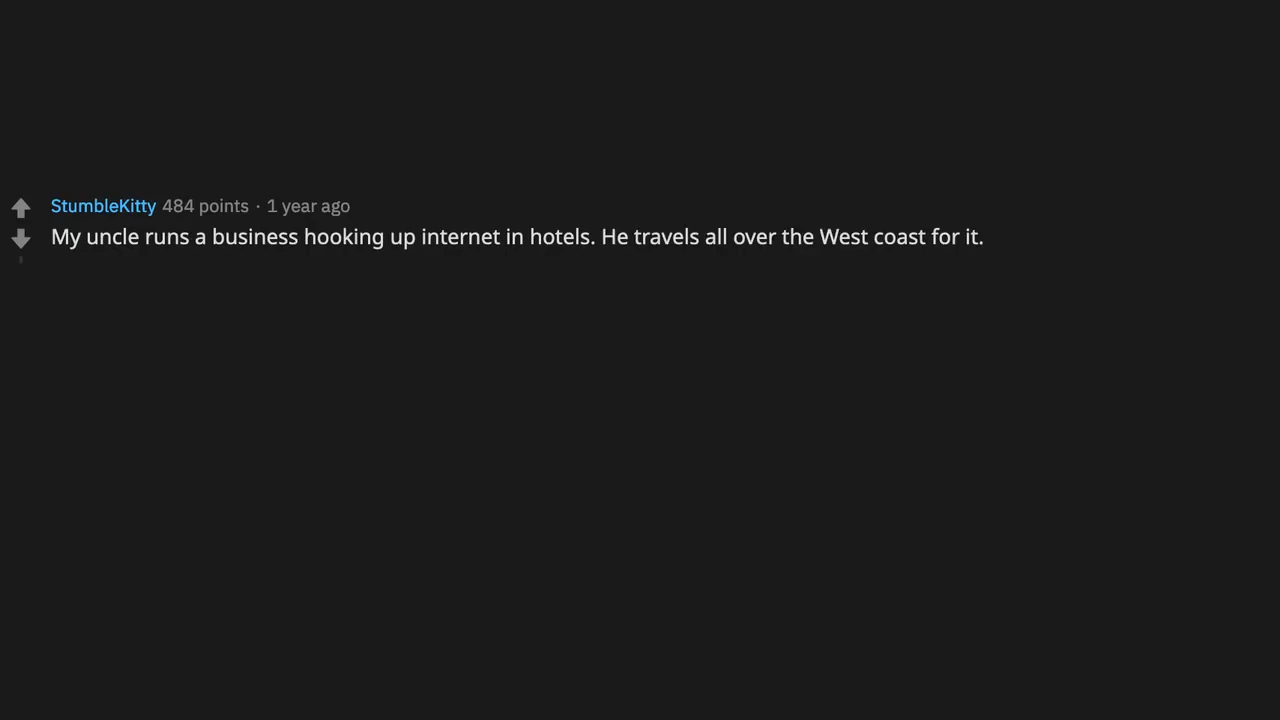 StumbleKitty 484 points · 1 year ago
My uncle runs a business hooking up internet in hotels. He travels all over the West coast for it.